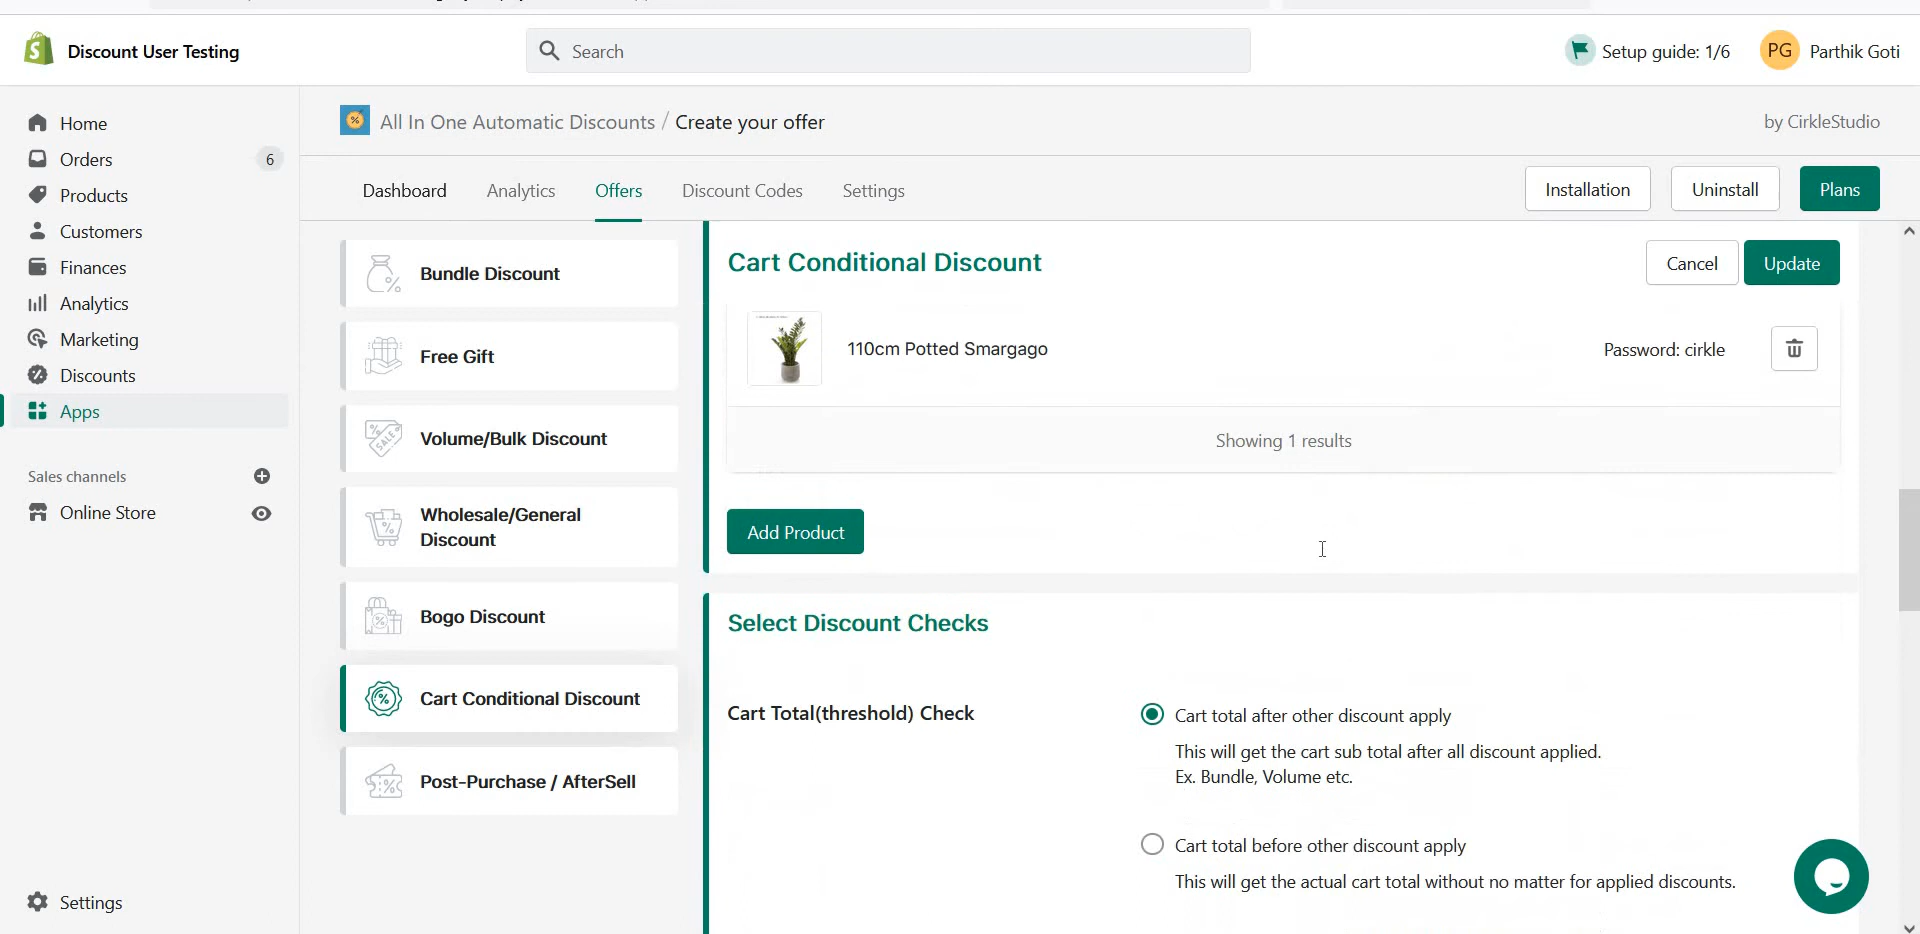 Discount User Testing
Search
Setup guide: 1/6
PG
Parthik Goti
Home
Orders
6
Products
Customers
Finances
Analytics
Marketing
Discounts
Apps
Sales channels
Online Store
Settings
All In One Automatic Discounts / Create your offer
by CirkleStudio
Dashboard
Analytics
Offers
Discount Codes
Settings
Installation
Uninstall
Plans
Bundle Discount
Free Gift
Volume/Bulk Discount
Wholesale/General
Discount
Bogo Discount
Cart Conditional Discount
Post-Purchase / AfterSell
Cart Conditional Discount
Cancel
Update
110cm Potted Smargago
Password: cirkle
Showing 1 results
Add Product
Select Discount Checks
Cart Total(threshold) Check
Cart total after other discount apply
This will get the cart sub total after all discount applied.
Ex. Bundle, Volume etc.
Cart total before other discount apply
This will get the actual cart total without no matter for applied discounts.